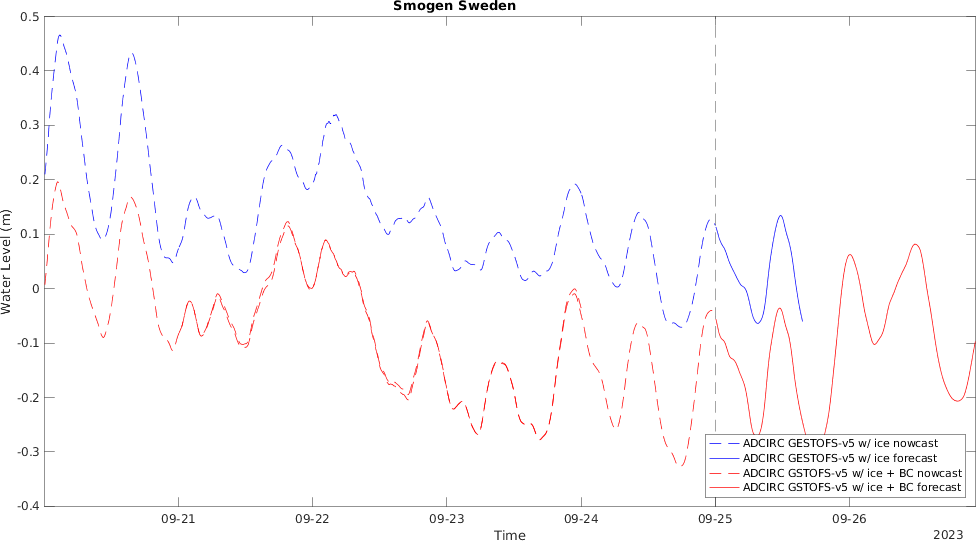 Smogen Sweden
Water Level (m)
0.5
0.4
0.3
0.2
0.1
0
-0.1
-0.2
-0.3
-0.4
ADCIRC GESTOFS-v5 w/ ice nowcast
ADCIRC GESTOFS-v5 w/ ice forecast
ADCIRC GSTOFS-v5 w/ ice + BC nowcast
ADCIRC GSTOFS-v5 w/ ice + BC forecast
09-21 09-22 09-23 09-24 09-25 09-26
Time
2023